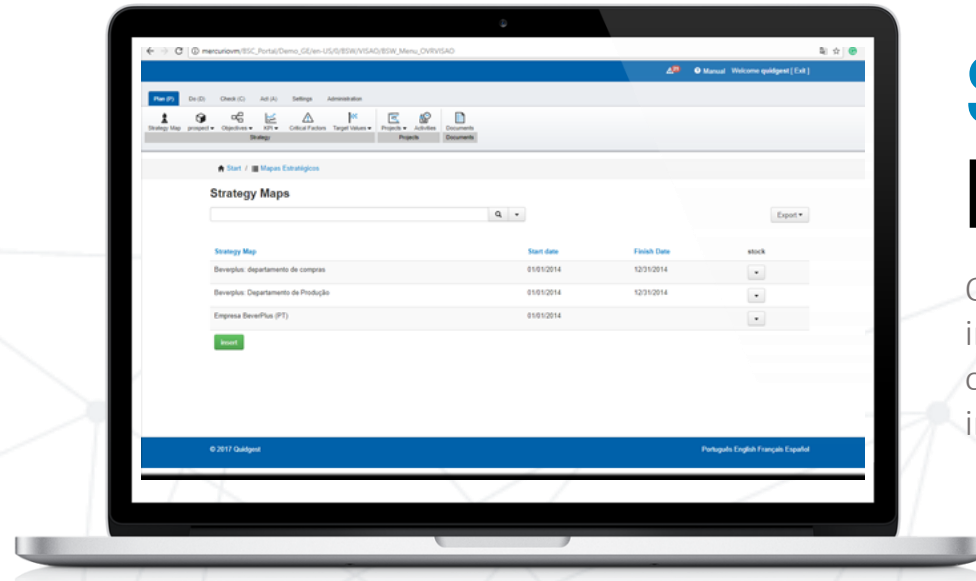 mercuriovm/BSC_Portal/Demo_GE/en-US/0/BSW/VISAO/BSW_Menu_OVRVISAO
Manual Welcome quidgest [ Exit ]
Plan (P) Do (D) Check (C) Act (A) Settings Administration
Strategy Map prospect Objectives KPI Critical Factors Target Values Projects Activities Documents
Strategy Projects Documents
Start / Mapas Estratégicos
Strategy Maps
Export
Strategy Map Start date Finish Date stock
Beverplus: departamento de compras 01/01/2014 12/31/2014
Beverplus: Departamento de Produção 01/01/2014 12/31/2014
Empresa BeverPlus (PT) 01/01/2014
Insert
© 2017 Quidgest Português English Français Español